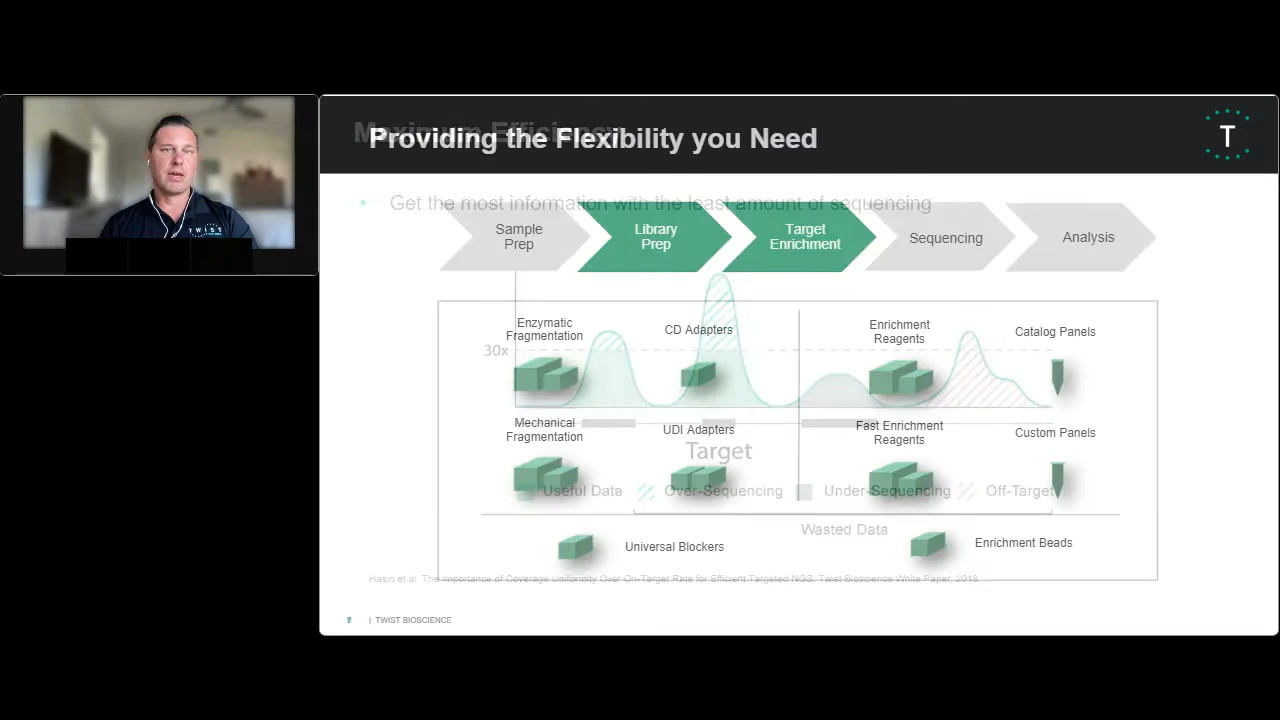 Maximum Efficiency
Providing the Flexibility you Need
T
TWIST
• Get the most information with the least amount of sequencing
Sample
Prep
Library
Prep
Target
Enrichment
Sequencing
Analysis
Enzymatic
Fragmentation
CD Adapters
Enrichment
Reagents
Catalog Panels
30x
Mechanical
Fragmentation
UDI Adapters
Fast Enrichment
Reagents
Custom Panels
Target
Useful Data
Over-Sequencing
Under-Sequencing
Off-Target
Wasted Data
Universal Blockers
Enrichment Beads
Hasin et al. The Importance of Coverage Uniformity Over On-Target Rate for Efficient Targeted NGS, Twist Bioscience White Paper, 2018.
| TWIST BIOSCIENCE